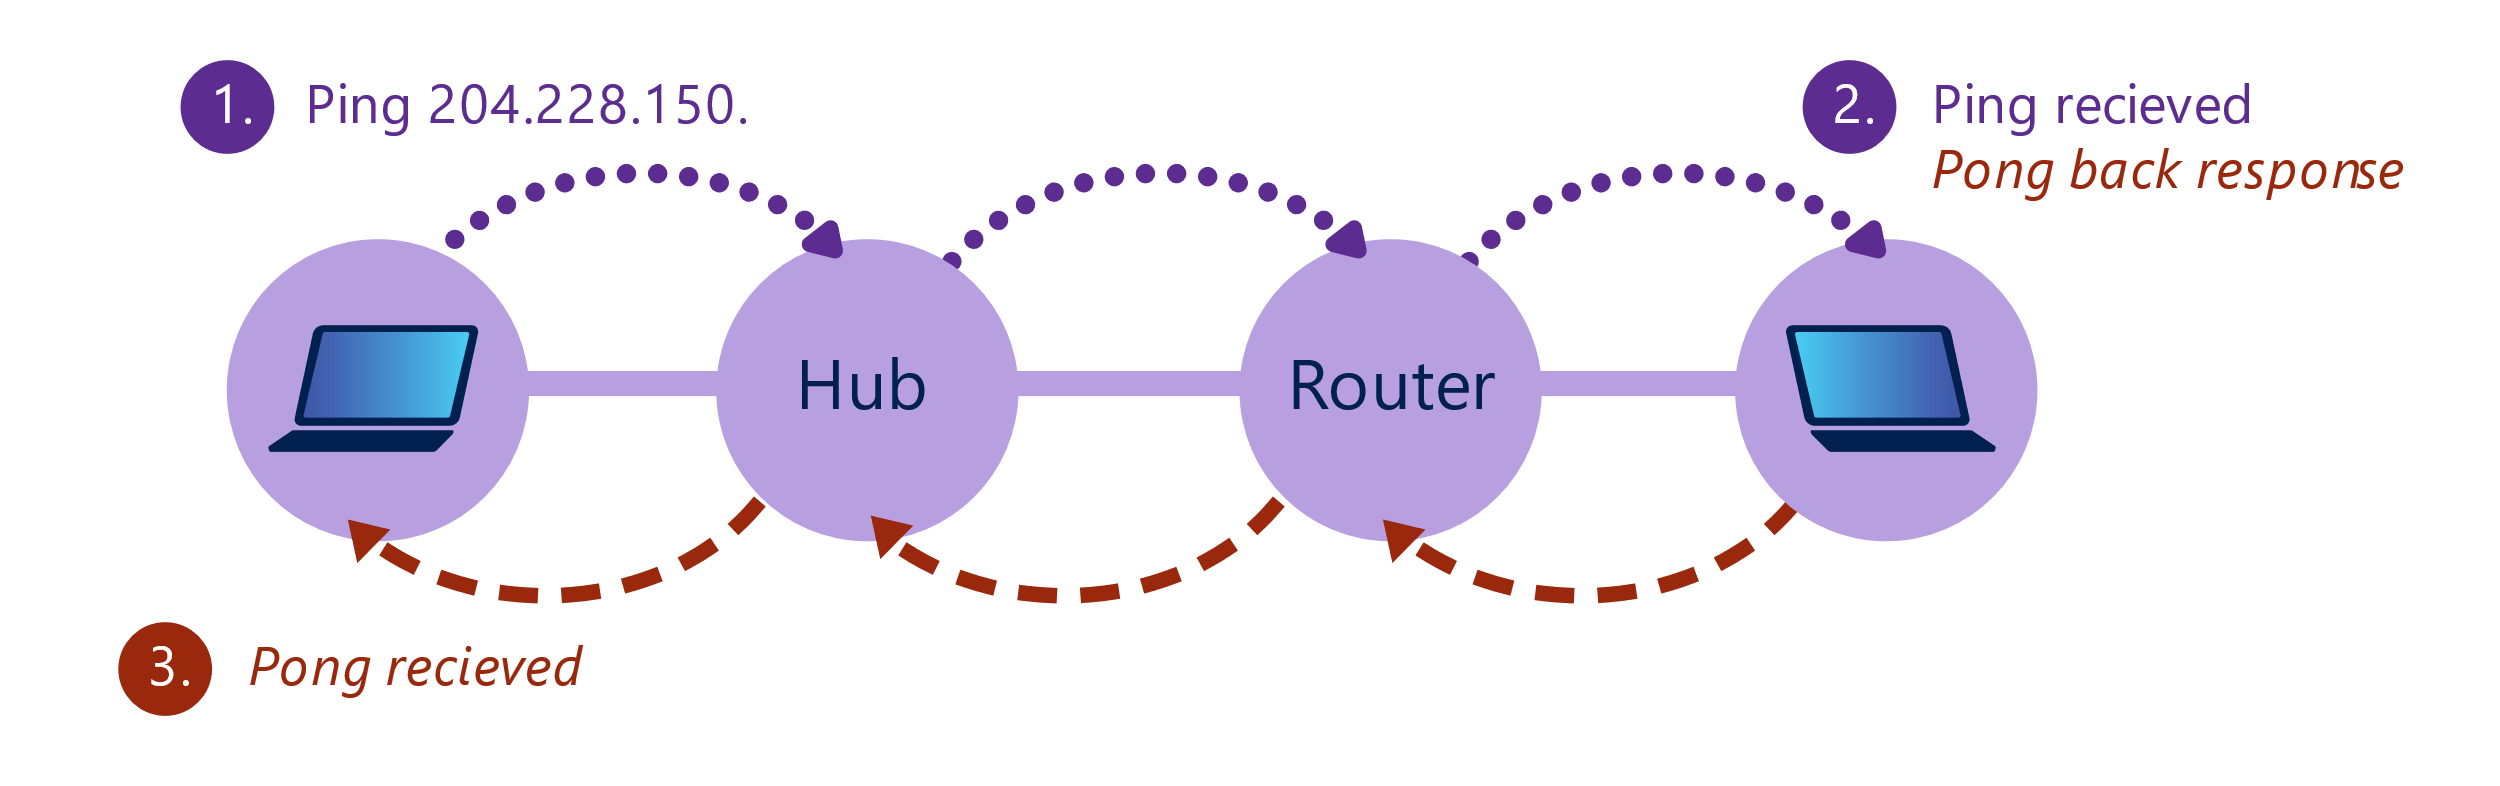 1. Ping 204.228.150.
2. Ping recieved
Pong back response
Hub
Router
3. Pong recieved